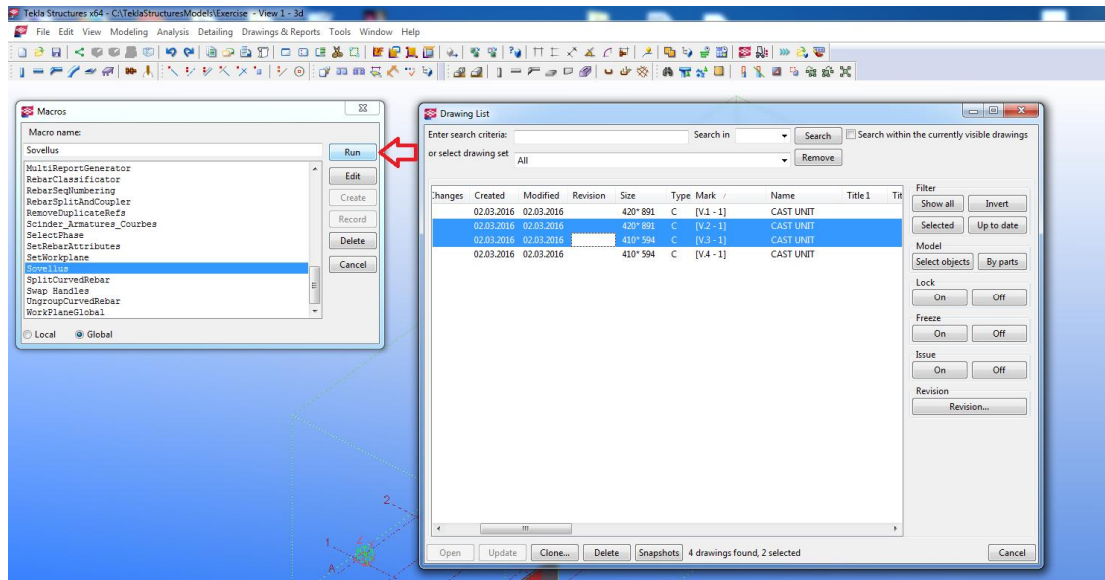 Tekla Structures x64 - C:\TeklaStructuresModels\Exercise - View 1 - 3d
File Edit View Modeling Analysis Detailing Drawings & Reports Tools Window Help
Macros
Macro name:
Sovellus
Run
MultiReportGenerator
RebarClassificator
RebarSeqNumbering
RebarSplitAndCoupler
RemoveDuplicateRefs
Scinder_Armatures_Courbes
SelectPhase
SetRebarAttributes
SetWorkplane
Sovellus
SplitCurvedRebar
Swap Handles
UngroupCurvedRebar
WorkPlaneGlobal
Edit
Create
Record
Delete
Cancel
Local Global
Drawing List
Enter search criteria: Search in Search Search within the currently visible drawings
or select drawing set All Remove
Changes Created Modified Revision Size Type Mark / Name Title 1 Tit
02.03.2016 02.03.2016 420* 891 C [V.1 - 1] CAST UNIT
02.03.2016 02.03.2016 420* 891 C [V.2 - 1] CAST UNIT
02.03.2016 02.03.2016 410* 594 C [V.3 - 1] CAST UNIT
02.03.2016 02.03.2016 410* 594 C [V.4 - 1] CAST UNIT
Filter
Show all Invert
Selected Up to date
Model
Select objects By parts
Lock
On Off
Freeze
On Off
Issue
On Off
Revision
Revision...
Open Update Clone... Delete Snapshots 4 drawings found, 2 selected Cancel
2
1
A